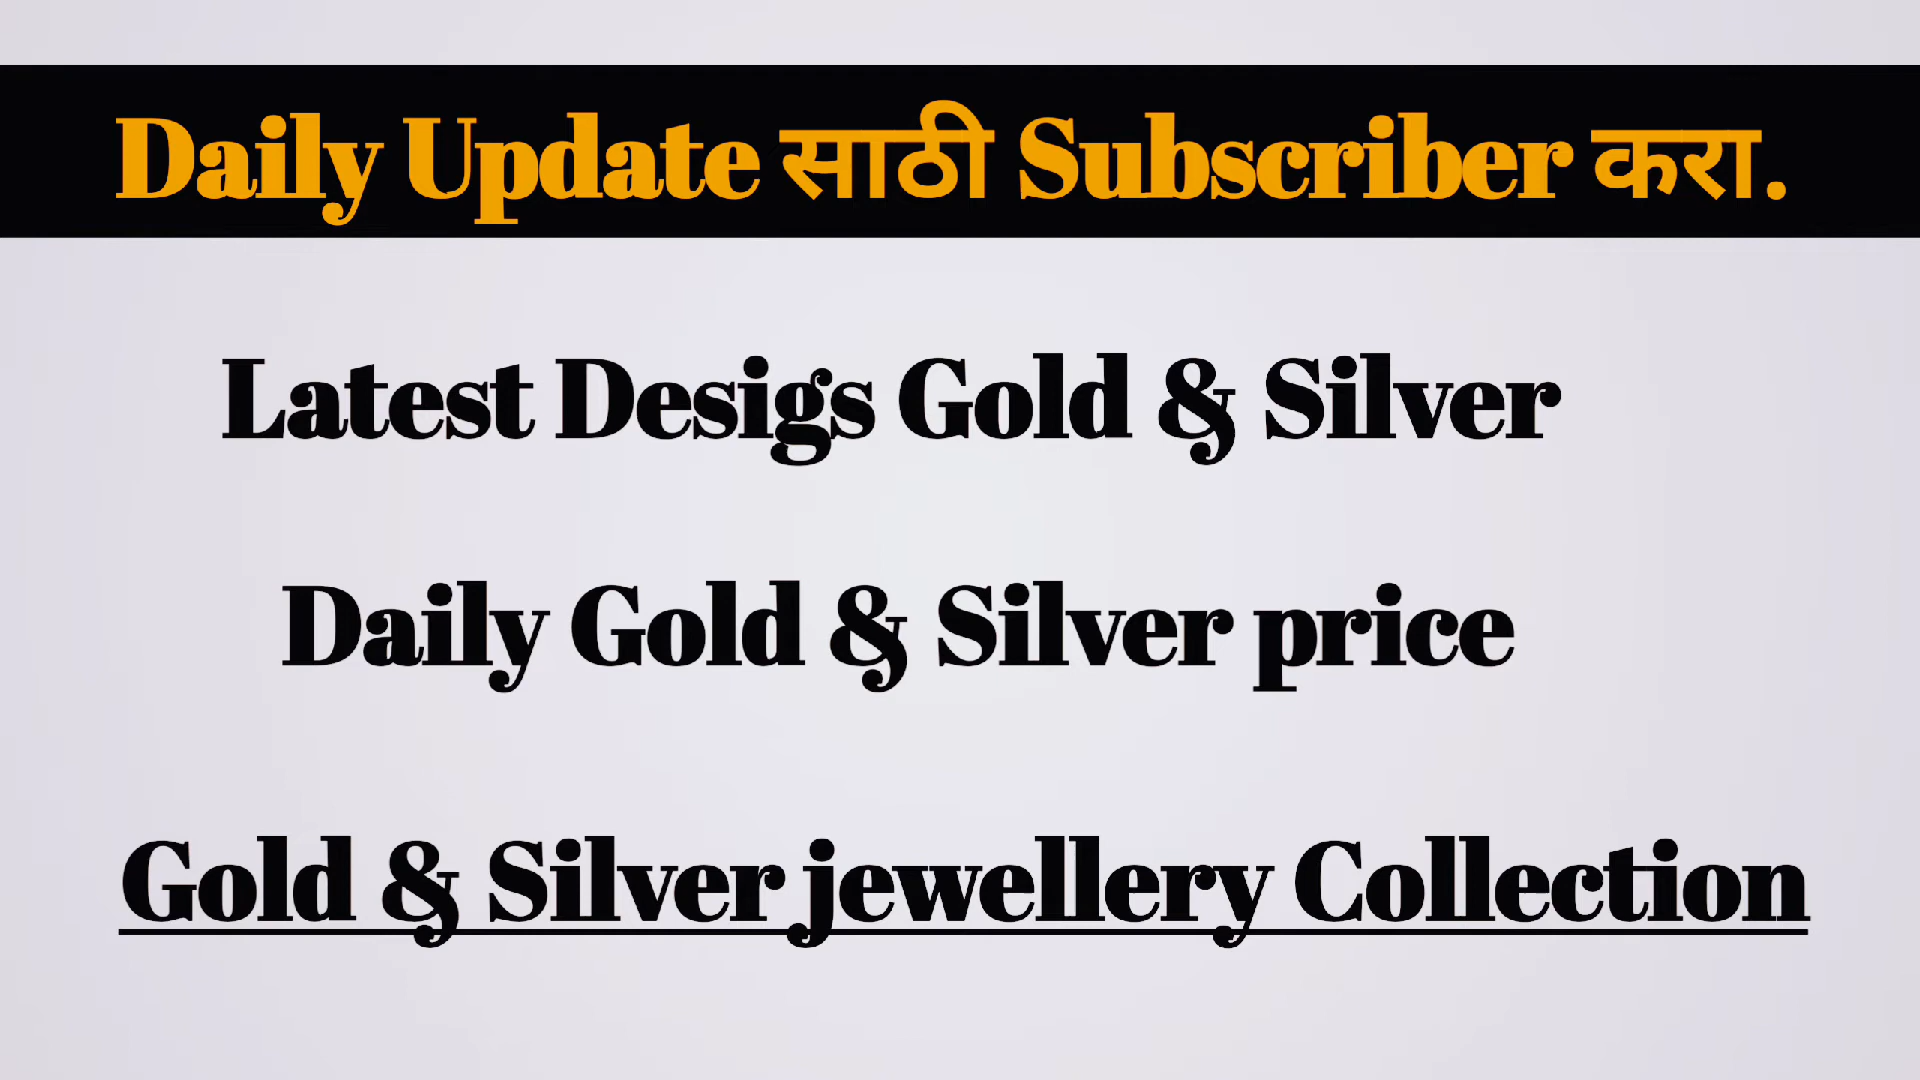 Daily Update साठी Subscriber करा.
Latest Desigs Gold & Silver
Daily Gold & Silver price
Gold & Silver jewellery Collection